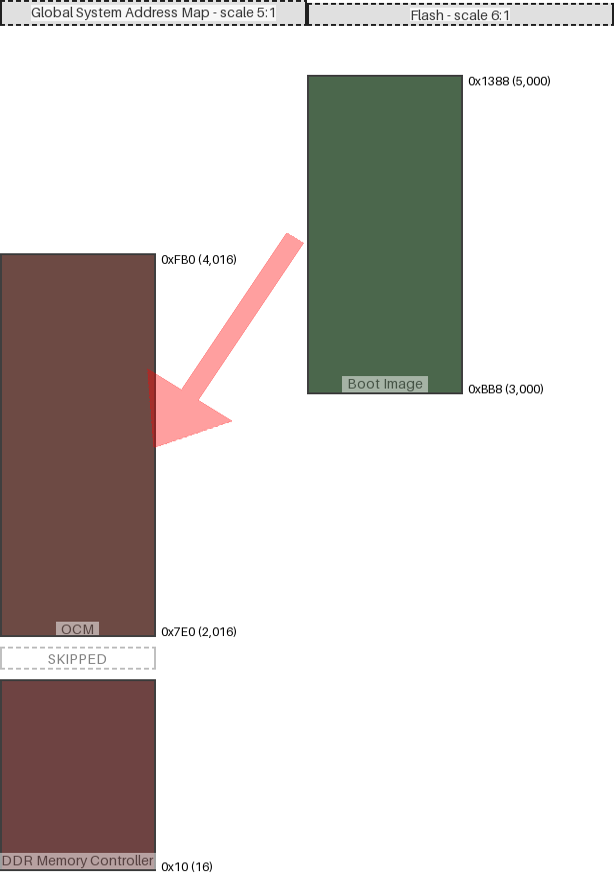 Global System Address Map - scale 5:1
Flash - scale 6:1
0x1388 (5,000)
0xFB0 (4,016)
Boot Image
0xBB8 (3,000)
OCM
0x7E0 (2,016)
SKIPPED
DDR Memory Controller
0x10 (16)